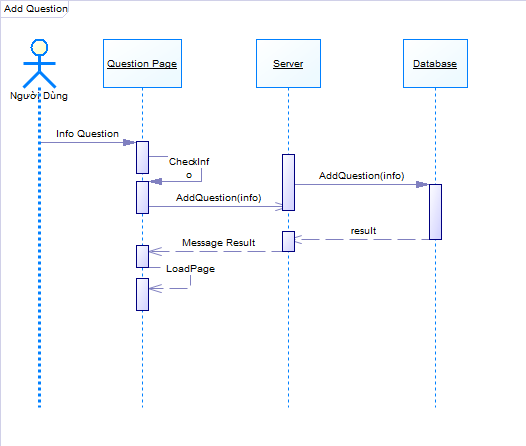 Add Question
Người Dùng
Question Page
Server
Database
Info Question
CheckInf
o
AddQuestion(info)
AddQuestion(info)
result
Message Result
LoadPage